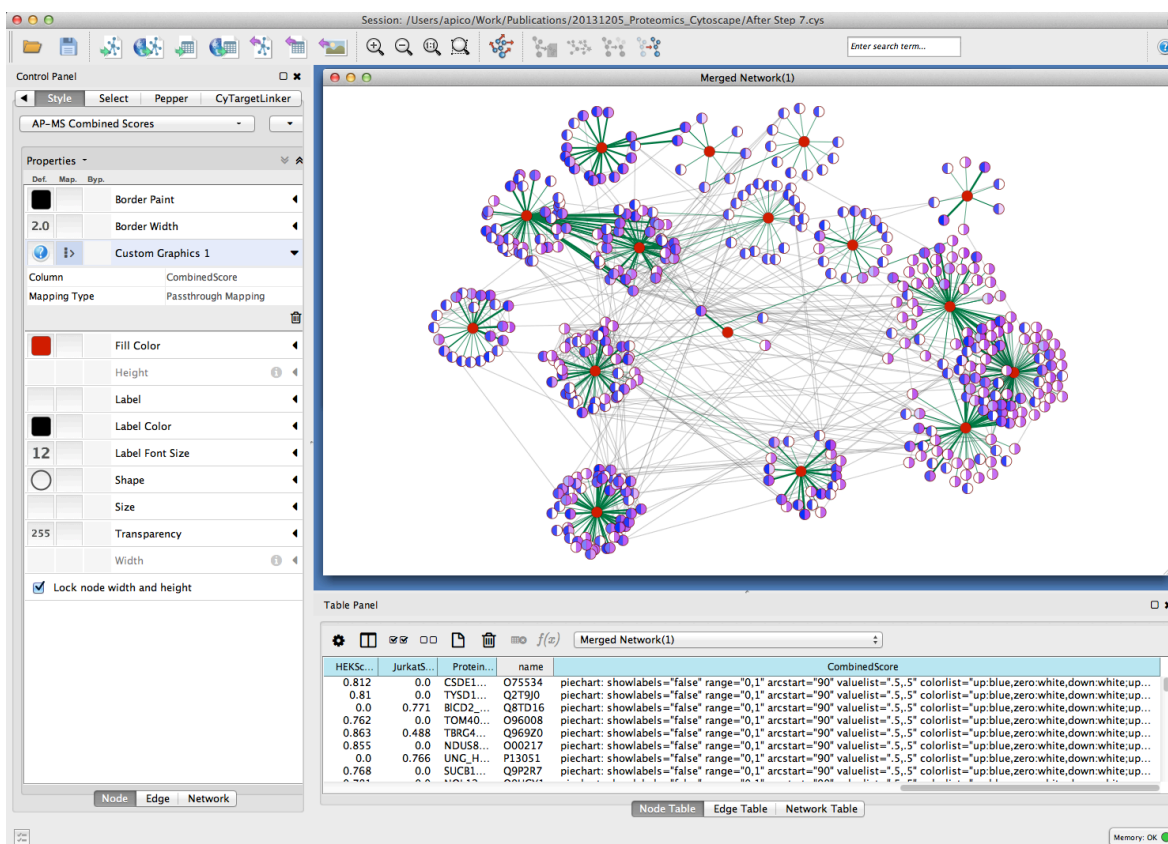 Session: /Users/apico/Work/Publications/20131205_Proteomics_Cytoscape/After Step 7.cys
Enter search term...
Control Panel
Style Select Pepper CyTargetLinker
AP-MS Combined Scores
Properties
Def. Map. Byp.
Border Paint
2.0 Border Width
Custom Graphics 1
Column CombinedScore
Mapping Type Passthrough Mapping
Fill Color
Height
Label
Label Color
12 Label Font Size
Shape
Size
255 Transparency
Width
Lock node width and height
Node Edge Network
Merged Network(1)
Table Panel
f(x) Merged Network(1)
HEKSc... JurkatS... Protein... name CombinedScore
0.812 0.0 CSDE1... O75534 piechart: showlabels="false" range="0,1" arcstart="90" valuelist=".5,.5" colorlist="up:blue,zero:white,down:white;up...
0.81 0.0 TYSD1... Q2T9J0 piechart: showlabels="false" range="0,1" arcstart="90" valuelist=".5,.5" colorlist="up:blue,zero:white,down:white;up...
0.0 0.771 BICD2_... Q8TD16 piechart: showlabels="false" range="0,1" arcstart="90" valuelist=".5,.5" colorlist="up:blue,zero:white,down:white;up...
0.762 0.0 TOM40... O96008 piechart: showlabels="false" range="0,1" arcstart="90" valuelist=".5,.5" colorlist="up:blue,zero:white,down:white;up...
0.863 0.488 TBRG4... Q969Z0 piechart: showlabels="false" range="0,1" arcstart="90" valuelist=".5,.5" colorlist="up:blue,zero:white,down:white;up...
0.855 0.0 NDUS8... O00217 piechart: showlabels="false" range="0,1" arcstart="90" valuelist=".5,.5" colorlist="up:blue,zero:white,down:white;up...
0.0 0.766 UNG_H... P13051 piechart: showlabels="false" range="0,1" arcstart="90" valuelist=".5,.5" colorlist="up:blue,zero:white,down:white;up...
0.768 0.0 SUCB1... Q9P2R7 piechart: showlabels="false" range="0,1" arcstart="90" valuelist=".5,.5" colorlist="up:blue,zero:white,down:white;up...
Node Table Edge Table Network Table
Memory: OK